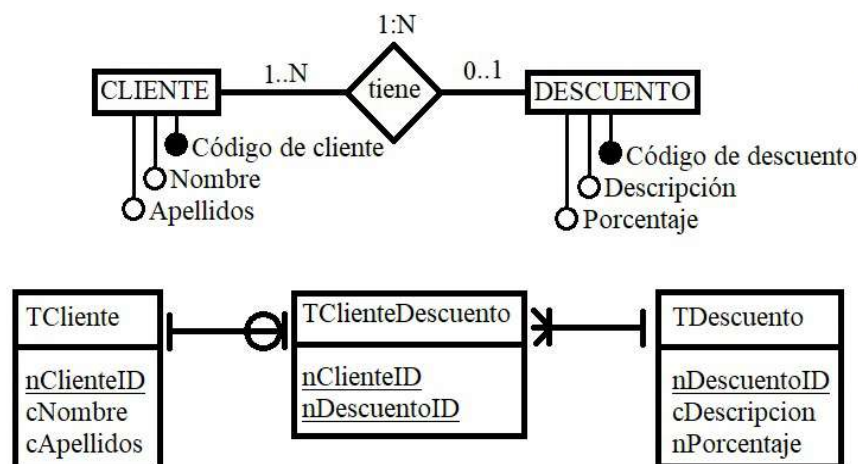 1:N
1..N
0..1
CLIENTE
tiene
DESCUENTO
Código de cliente
Nombre
Apellidos
Código de descuento
Descripción
Porcentaje
TCliente
nClienteID
cNombre
cApellidos
TClienteDescuento
nClienteID
nDescuentoID
TDescuento
nDescuentoID
cDescripcion
nPorcentaje